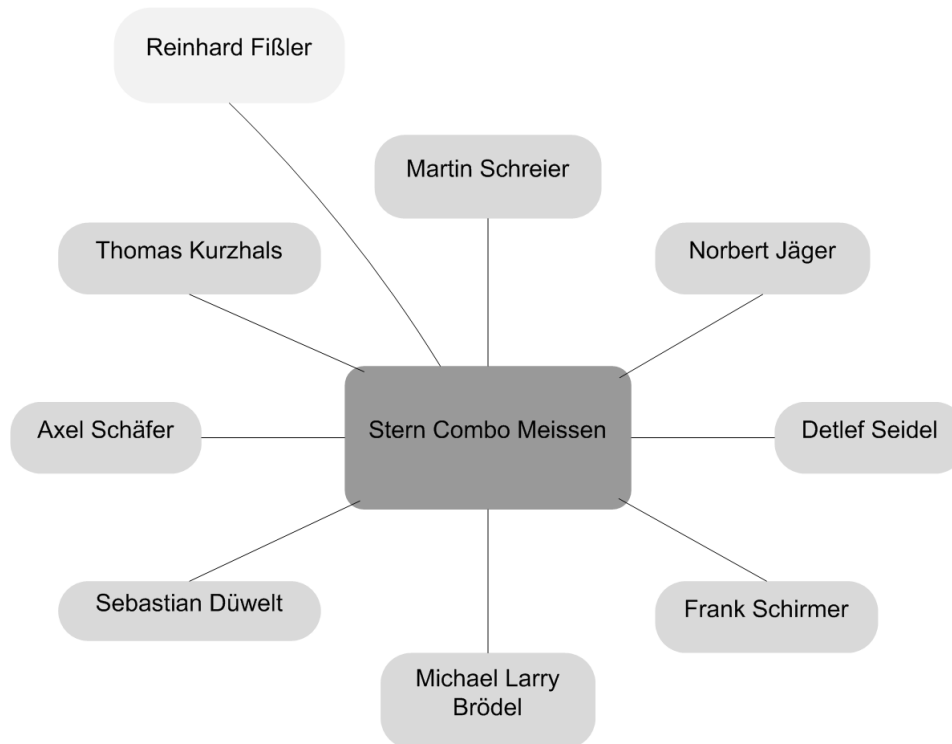 Reinhard Fißler
Martin Schreier
Thomas Kurzhals
Norbert Jäger
Axel Schäfer
Stern Combo Meissen
Detlef Seidel
Sebastian Düwelt
Frank Schirmer
Michael Larry
Brödel